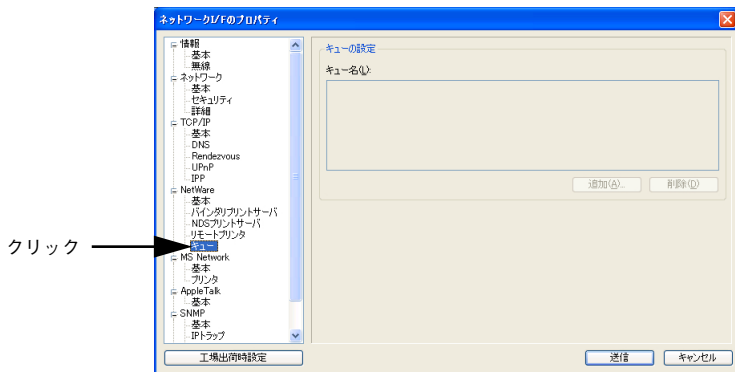 ネットワークI/Fのプロパティ
情報
基本
無線
ネットワーク
基本
セキュリティ
詳細
TCP/IP
基本
DNS
Rendezvous
UPnP
IPP
NetWare
基本
バインダリプリントサーバ
NDSプリントサーバ
リモートプリンタ
キュー
MS Network
基本
プリンタ
AppleTalk
基本
SNMP
基本
IPトラップ
キューの設定
キュー名(L):
追加(A)...
削除(D)
クリック
工場出荷時設定
送信
キャンセル